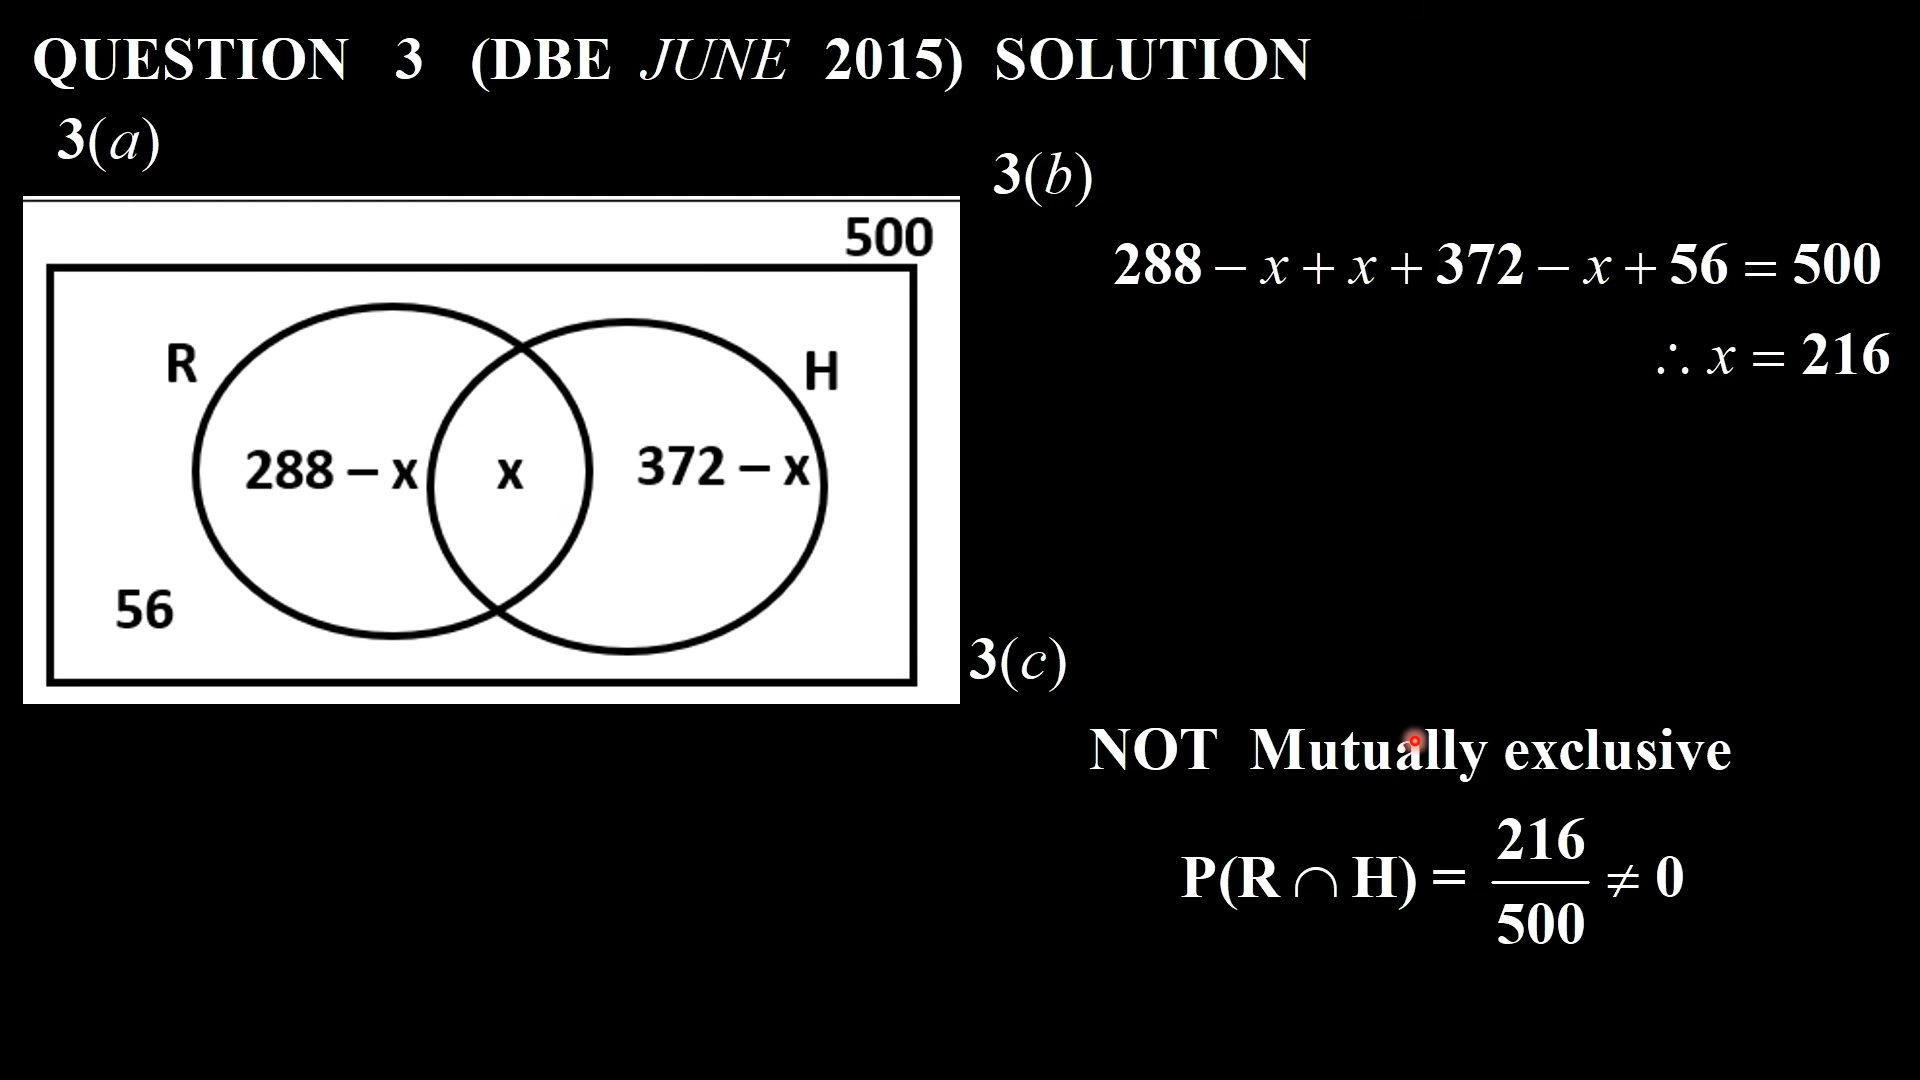 QUESTION 3 (DBE JUNE 2015) SOLUTION
3(a)
500
R
H
288 – x
x
372 – x
56
3(b)
288 − x + x + 372 − x + 56 = 500
∴ x = 216
3(c)
NOT Mutually exclusive
P(R ∩ H) = 216/500 ≠ 0